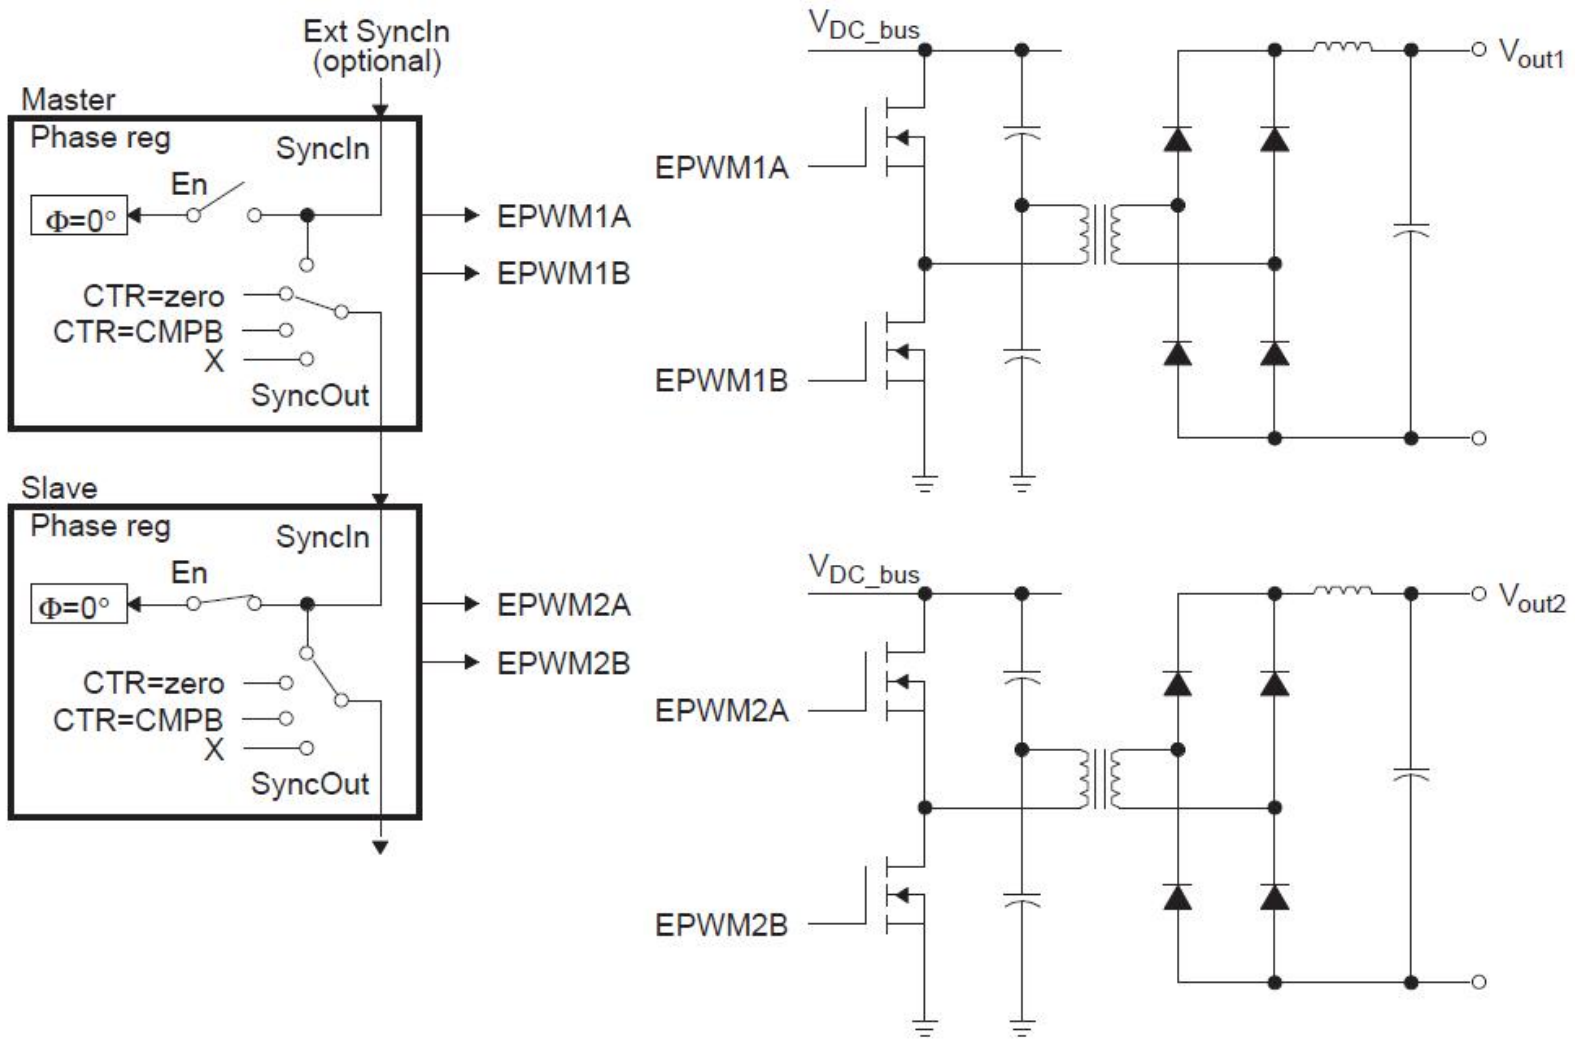 Ext SyncIn
(optional)
Master
Phase reg
SyncIn
En
Φ=0°
EPWM1A
EPWM1B
CTR=zero
CTR=CMPB
X
SyncOut
Slave
Phase reg
SyncIn
En
Φ=0°
EPWM2A
EPWM2B
CTR=zero
CTR=CMPB
X
SyncOut
VDC_bus
Vout1
EPWM1A
EPWM1B
VDC_bus
Vout2
EPWM2A
EPWM2B